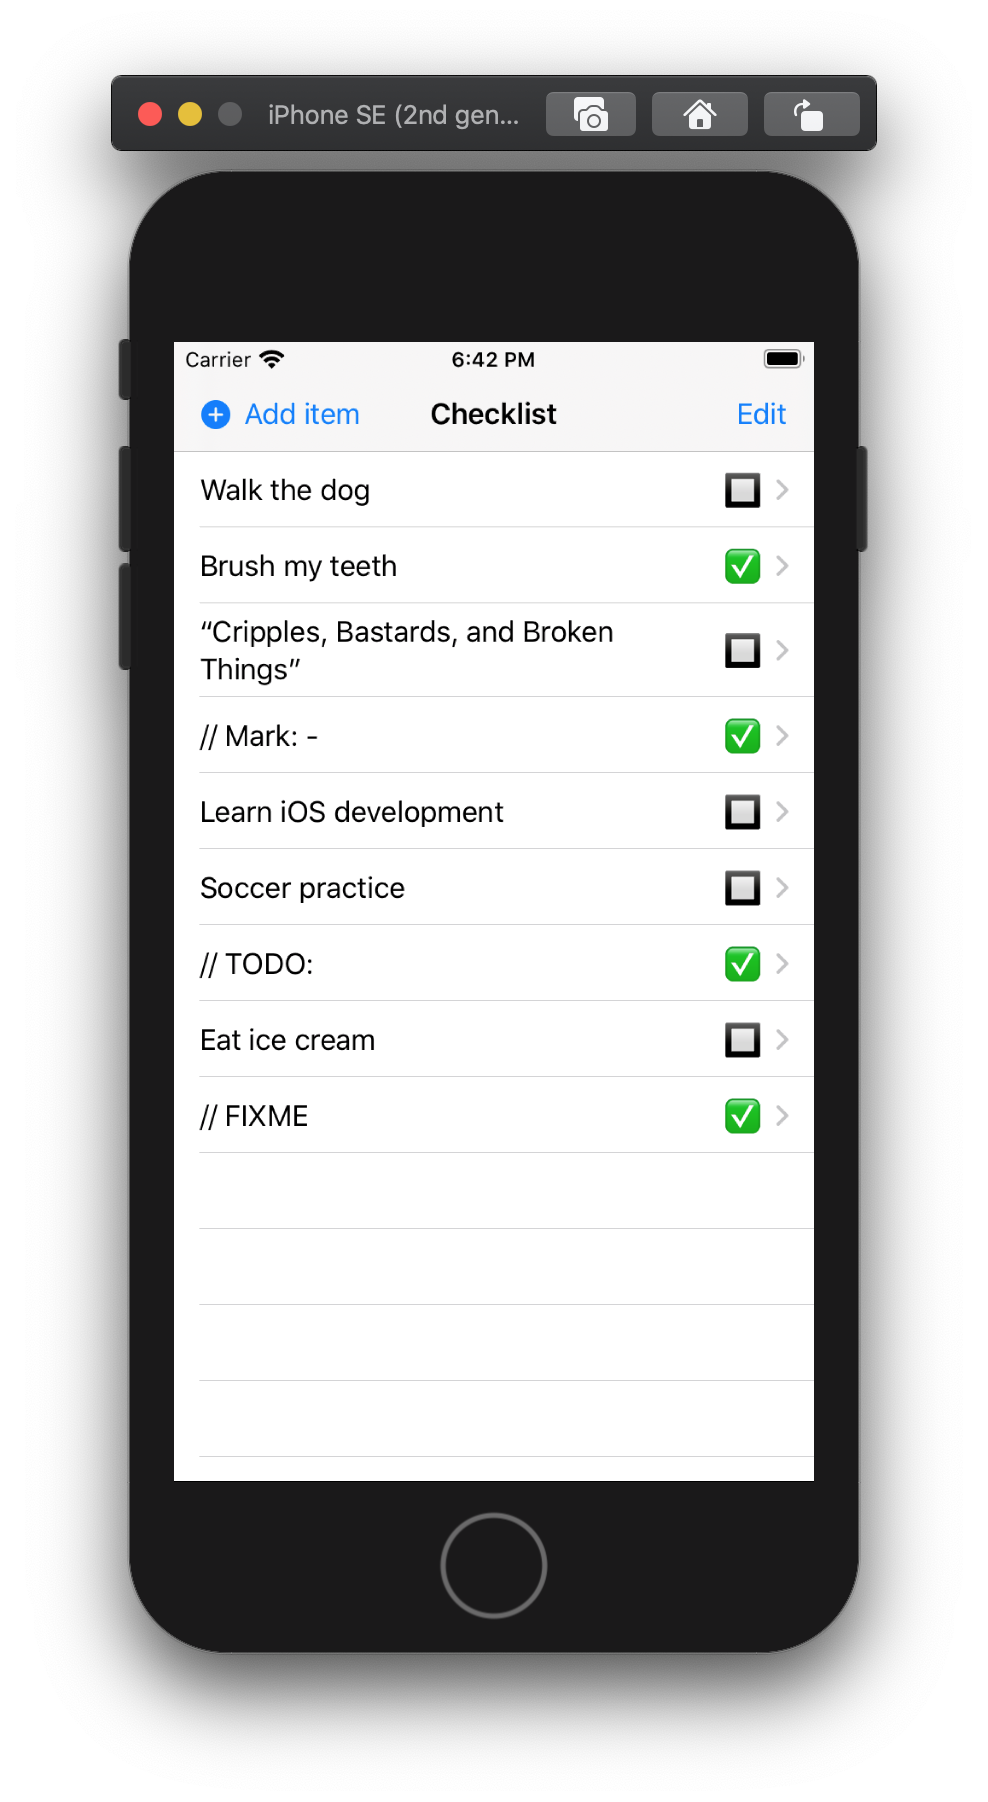 iPhone SE (2nd gen...
Carrier 6:42 PM
Add item Checklist Edit
Walk the dog
Brush my teeth
“Cripples, Bastards, and Broken
Things”
// Mark: -
Learn iOS development
Soccer practice
// TODO:
Eat ice cream
// FIXME